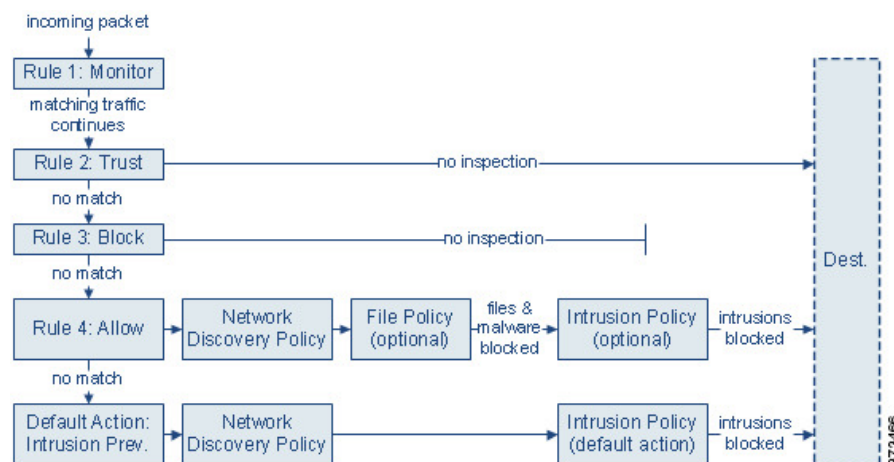 incoming packet
Rule 1: Monitor
matching traffic
continues
Rule 2: Trust
no inspection
no match
Rule 3: Block
no inspection
no match
Dest.
Rule 4: Allow
Network
Discovery Policy
File Policy
(optional)
files &
malware
blocked
Intrusion Policy
(optional)
intrusions
blocked
no match
Default Action:
Intrusion Prev.
Network
Discovery Policy
Intrusion Policy
(default action)
intrusions
blocked